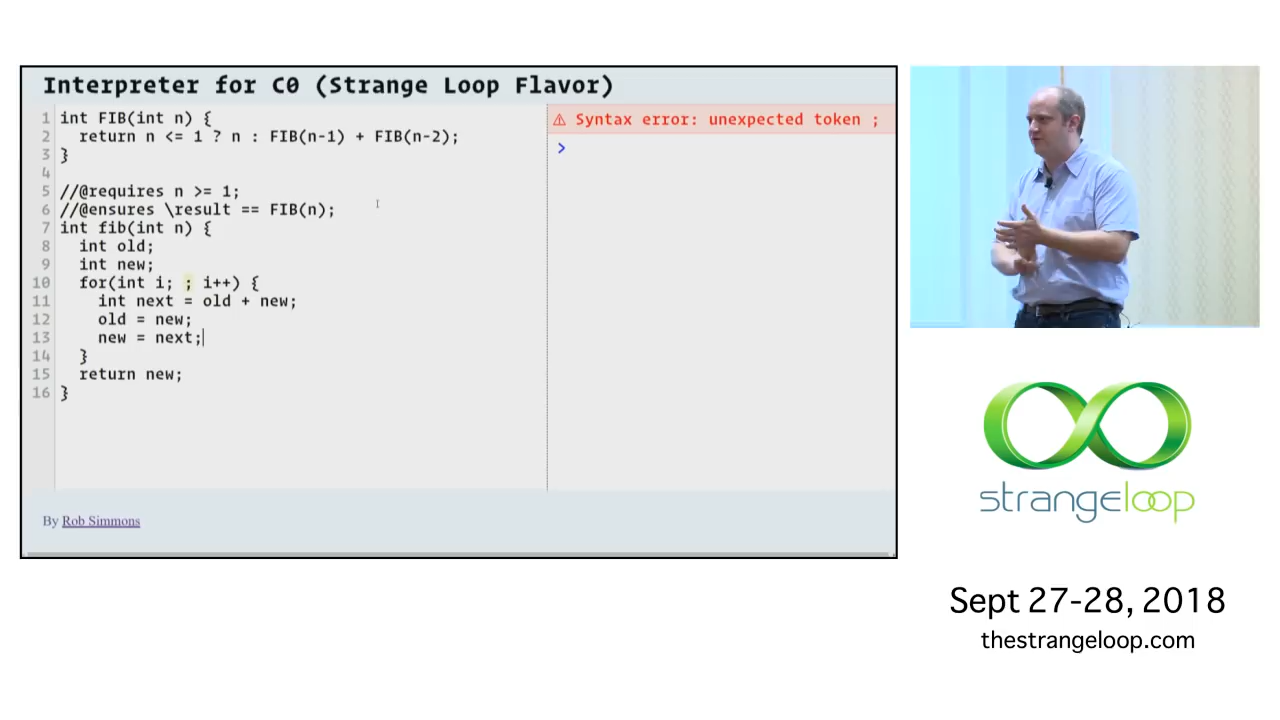 Interpreter for C0 (Strange Loop Flavor)
1 int FIB(int n) {
2   return n <= 1 ? n : FIB(n-1) + FIB(n-2);
3 }
4
5 //@requires n >= 1;
6 //@ensures \result == FIB(n);
7 int fib(int n) {
8   int old;
9   int new;
10   for(int i; ; i++) {
11     int next = old + new;
12     old = new;
13     new = next;
14   }
15   return new;
16 }
⚠ Syntax error: unexpected token ;
>
By Rob Simmons
strangeloop
Sept 27-28, 2018
thestrangeloop.com